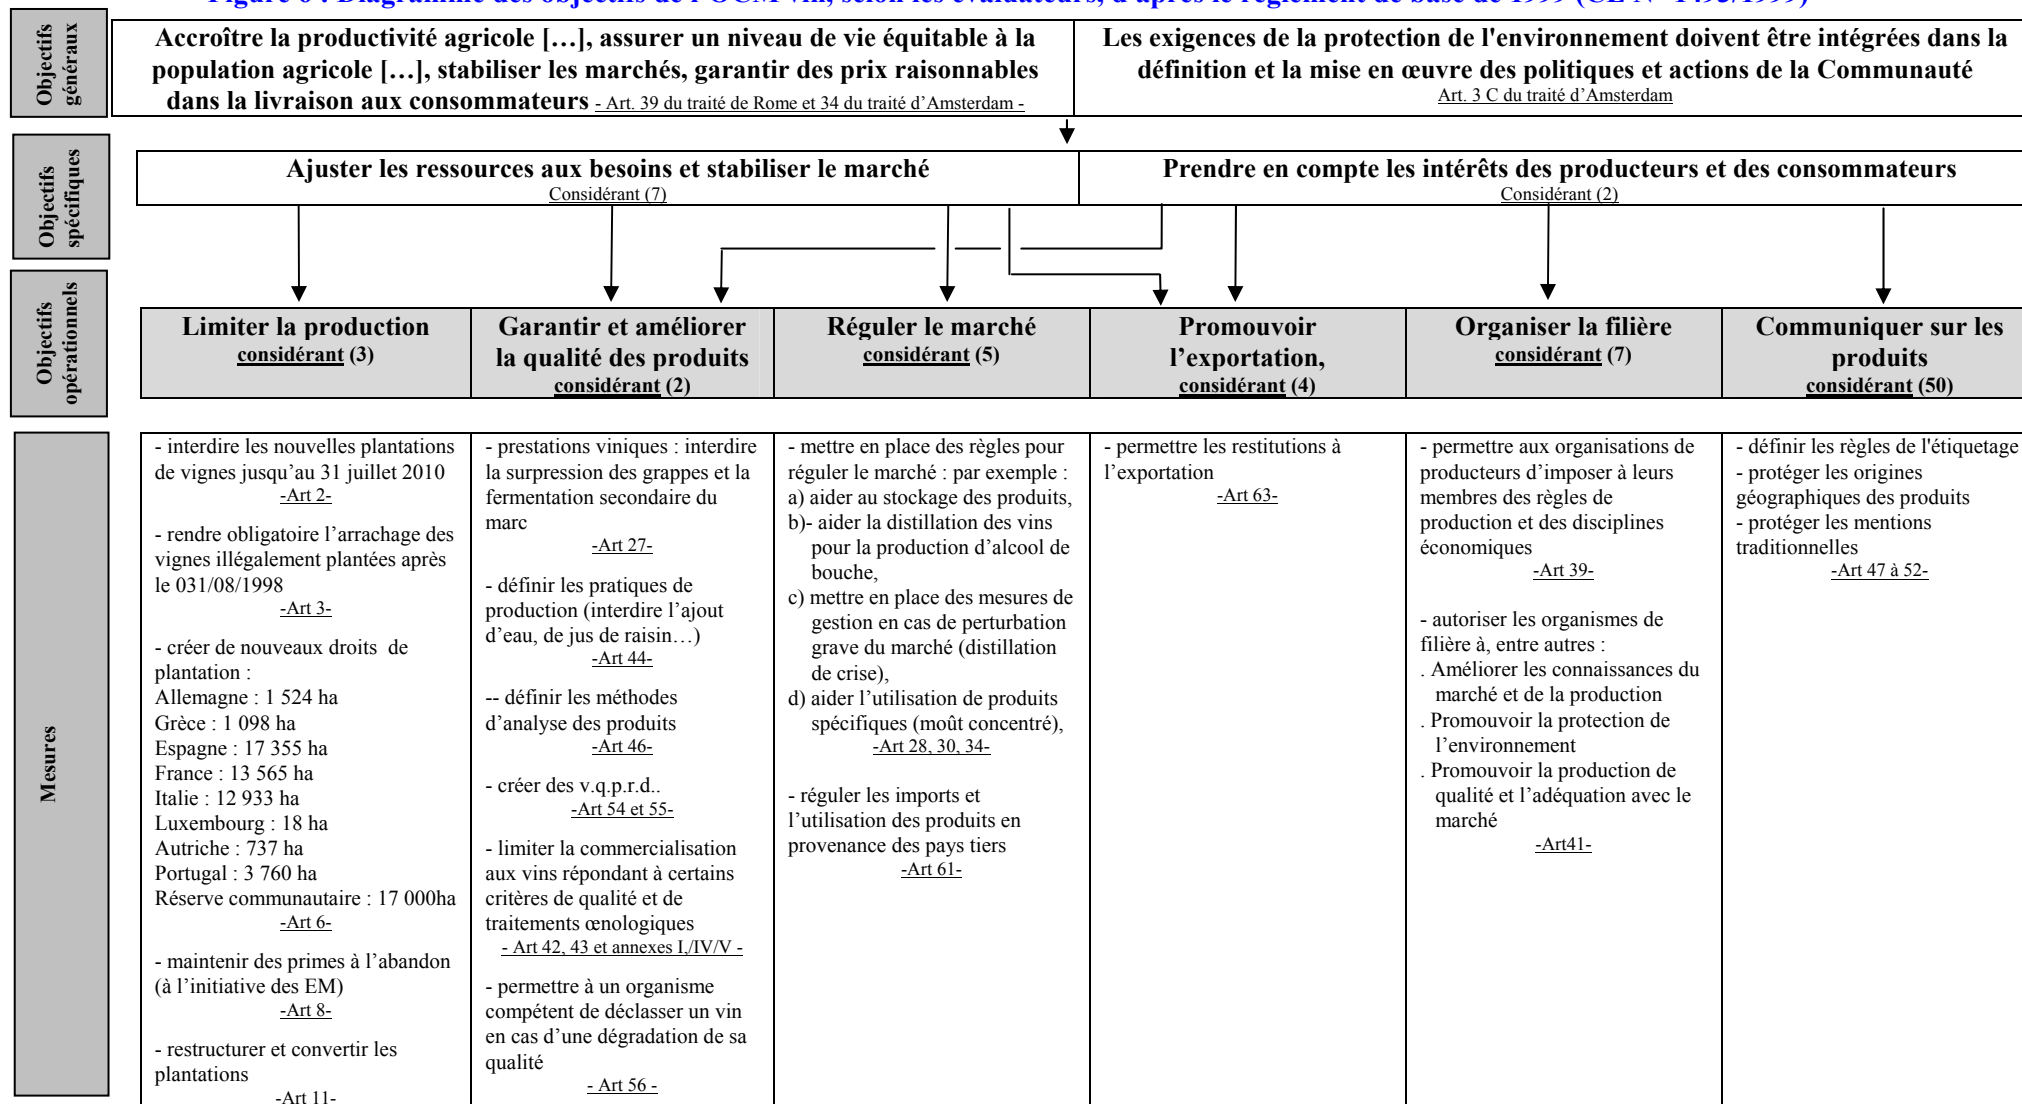 Figure 6 : Diagramme des objectifs de l'OCM vin, selon les évaluateurs, d'après le règlement de base de 1999 (CE N° 1493/1999)
Objectifs
généraux
Accroître la productivité agricole […], assurer un niveau de vie équitable à la
population agricole […], stabiliser les marchés, garantir des prix raisonnables
dans la livraison aux consommateurs - Art. 39 du traité de Rome et 34 du traité d'Amsterdam -
Les exigences de la protection de l'environnement doivent être intégrées dans la
définition et la mise en œuvre des politiques et actions de la Communauté
Art. 3 C du traité d'Amsterdam
Objectifs
spécifiques
Ajuster les ressources aux besoins et stabiliser le marché
Considérant (7)
Prendre en compte les intérêts des producteurs et des consommateurs
Considérant (2)
Objectifs
opérationnels
Limiter la production
considérant (3)
Garantir et améliorer
la qualité des produits
considérant (2)
Réguler le marché
considérant (5)
Promouvoir
l'exportation,
considérant (4)
Organiser la filière
considérant (7)
Communiquer sur les
produits
considérant (50)
Mesures
- interdire les nouvelles plantations
de vignes jusqu'au 31 juillet 2010
-Art 2-
- rendre obligatoire l'arrachage des
vignes illégalement plantées après
le 031/08/1998
-Art 3-
- créer de nouveaux droits de
plantation :
Allemagne : 1 524 ha
Grèce : 1 098 ha
Espagne : 17 355 ha
France : 13 565 ha
Italie : 12 933 ha
Luxembourg : 18 ha
Autriche : 737 ha
Portugal : 3 760 ha
Réserve communautaire : 17 000ha
-Art 6-
- maintenir des primes à l'abandon
(à l'initiative des EM)
-Art 8-
- restructurer et convertir les
plantations
-Art 11-
- prestations viniques : interdire
la surpression des grappes et la
fermentation secondaire du
marc
-Art 27-
- définir les pratiques de
production (interdire l'ajout
d'eau, de jus de raisin…)
-Art 44-
-- définir les méthodes
d'analyse des produits
-Art 46-
- créer des v.q.p.r.d..
-Art 54 et 55-
- limiter la commercialisation
aux vins répondant à certains
critères de qualité et de
traitements œnologiques
- Art 42, 43 et annexes I,/IV/V -
- permettre à un organisme
compétent de déclasser un vin
en cas d'une dégradation de sa
qualité
- Art 56 -
- mettre en place des règles pour
réguler le marché : par exemple :
a) aider au stockage des produits,
b)- aider la distillation des vins
pour la production d'alcool de
bouche,
c) mettre en place des mesures de
gestion en cas de perturbation
grave du marché (distillation
de crise),
d) aider l'utilisation de produits
spécifiques (moût concentré),
-Art 28, 30, 34-
- réguler les imports et
l'utilisation des produits en
provenance des pays tiers
-Art 61-
- permettre les restitutions à
l'exportation
-Art 63-
- permettre aux organisations de
producteurs d'imposer à leurs
membres des règles de
production et des disciplines
économiques
-Art 39-
- autoriser les organismes de
filière à, entre autres :
. Améliorer les connaissances du
marché et de la production
. Promouvoir la protection de
l'environnement
. Promouvoir la production de
qualité et l'adéquation avec le
marché
-Art41-
- définir les règles de l'étiquetage
- protéger les origines
géographiques des produits
- protéger les mentions
traditionnelles
-Art 47 à 52-